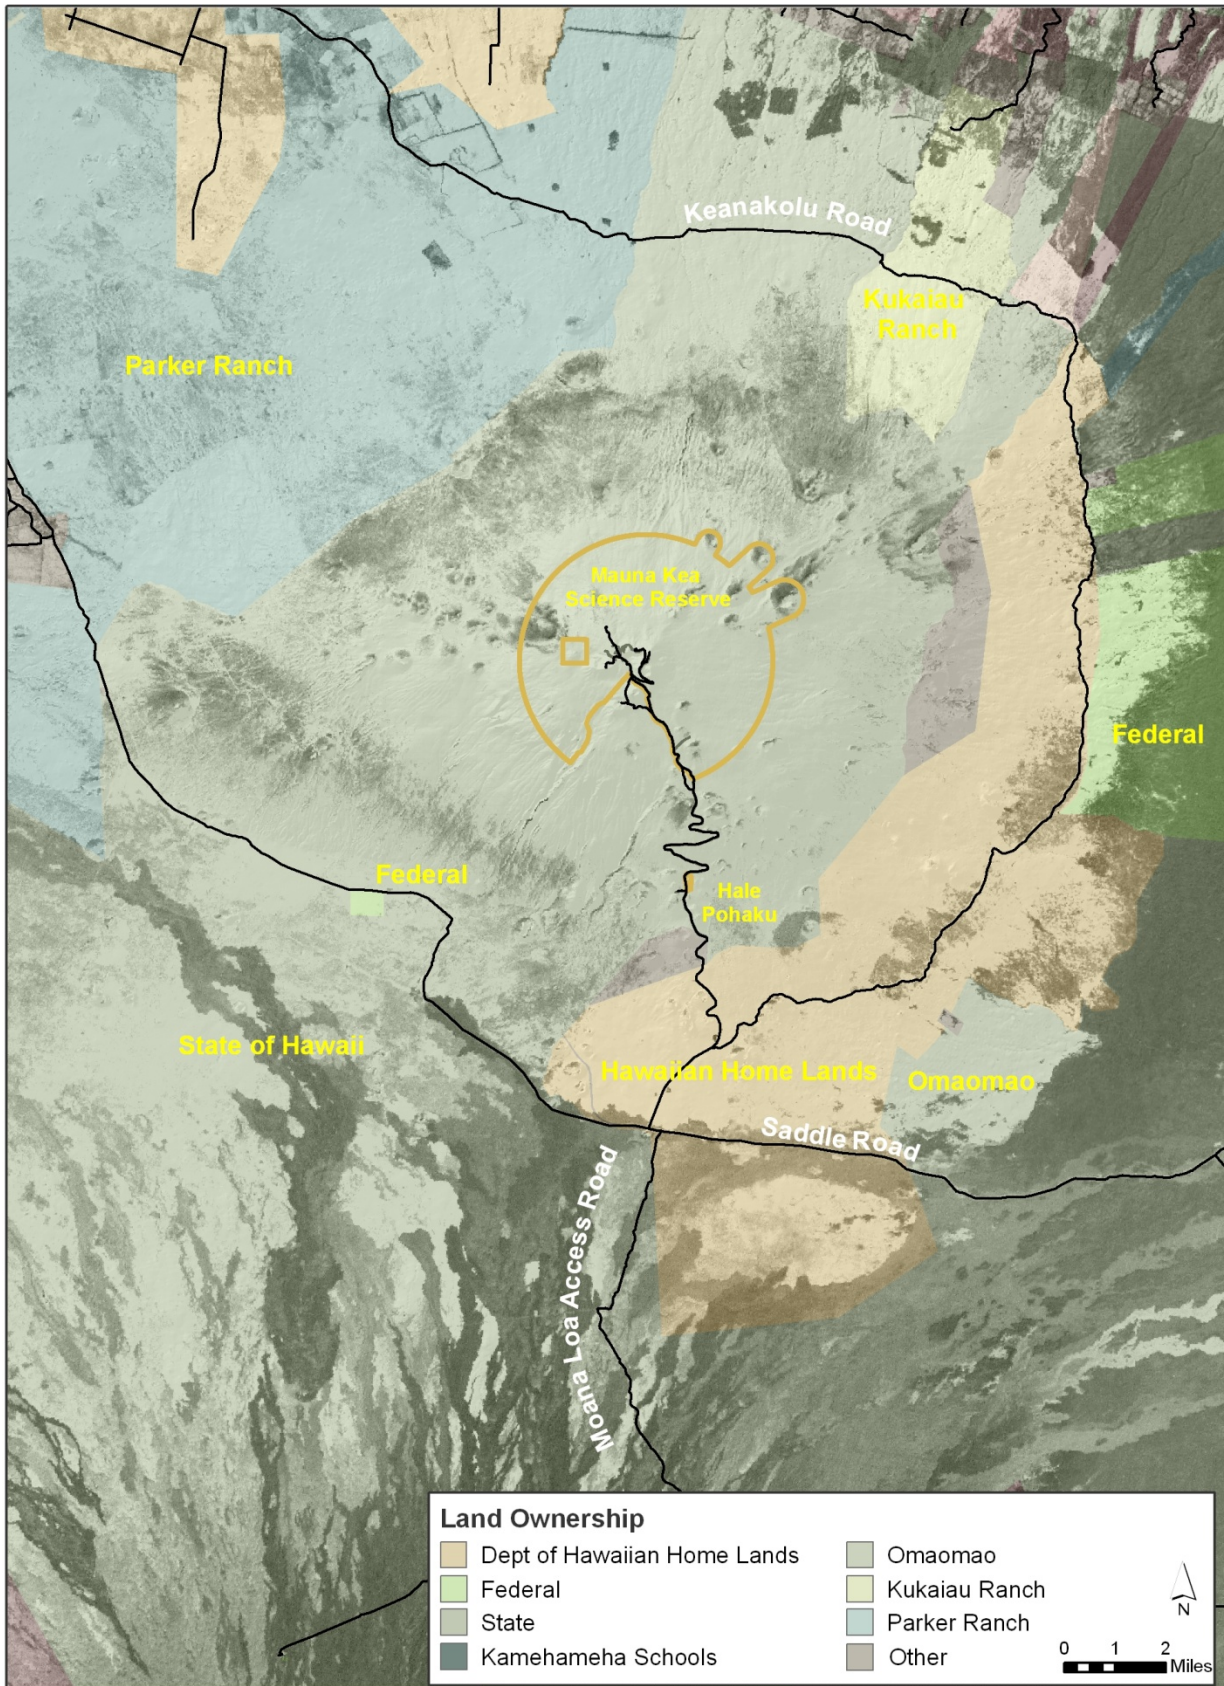 Keanakolu Road
Kukaiau
Ranch
Parker Ranch
Mauna Kea
Science Reserve
Federal
Federal
Hale
Pohaku
State of Hawaii
Hawaiian Home Lands
Omaomao
Saddle Road
Moana Loa Access Road
Land Ownership
Dept of Hawaiian Home Lands
Federal
State
Kamehameha Schools
Omaomao
Kukaiau Ranch
Parker Ranch
Other
N
0 1 2
Miles